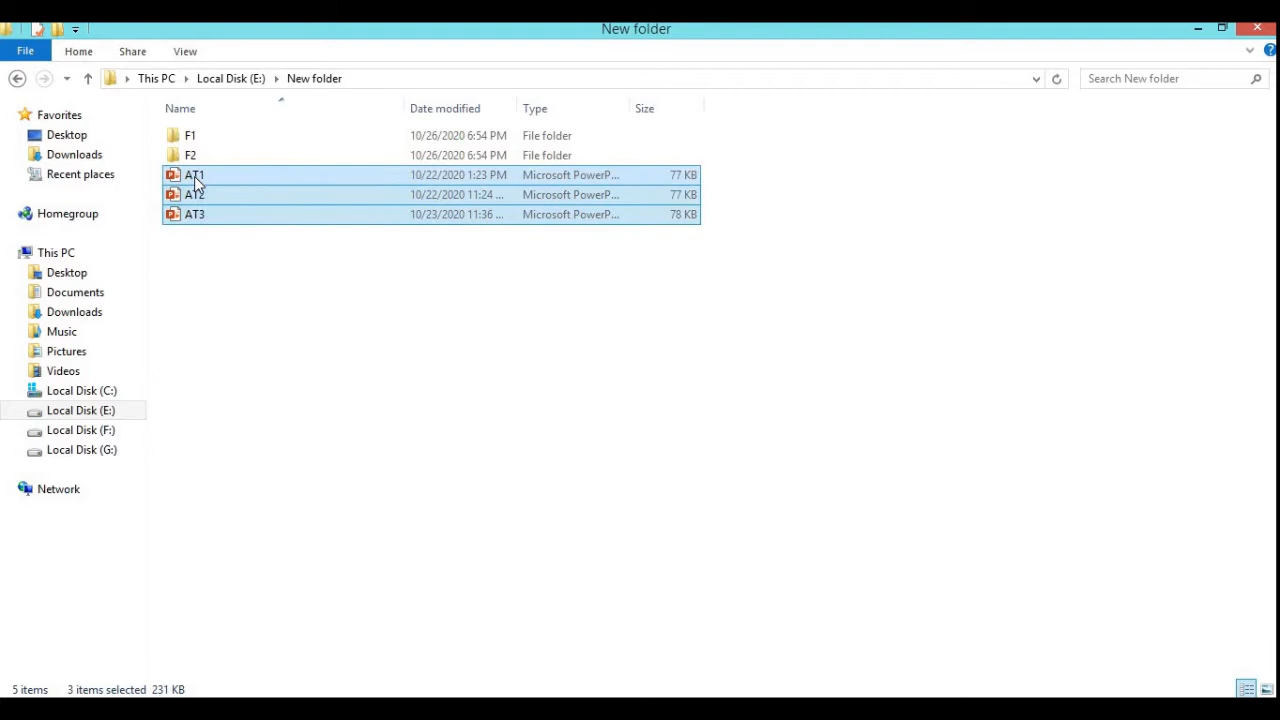 New folder
File Home Share View
This PC Local Disk (E:) New folder Search New folder
Name Date modified Type Size
Favorites
Desktop
Downloads
Recent places
Homegroup
This PC
Desktop
Documents
Downloads
Music
Pictures
Videos
Local Disk (C:)
Local Disk (E:)
Local Disk (F:)
Local Disk (G:)
Network
F1 10/26/2020 6:54 PM File folder
F2 10/26/2020 6:54 PM File folder
AT1 10/22/2020 1:23 PM Microsoft PowerP... 77 KB
AT2 10/22/2020 11:24 ... Microsoft PowerP... 77 KB
AT3 10/23/2020 11:36 ... Microsoft PowerP... 78 KB
5 items 3 items selected 231 KB